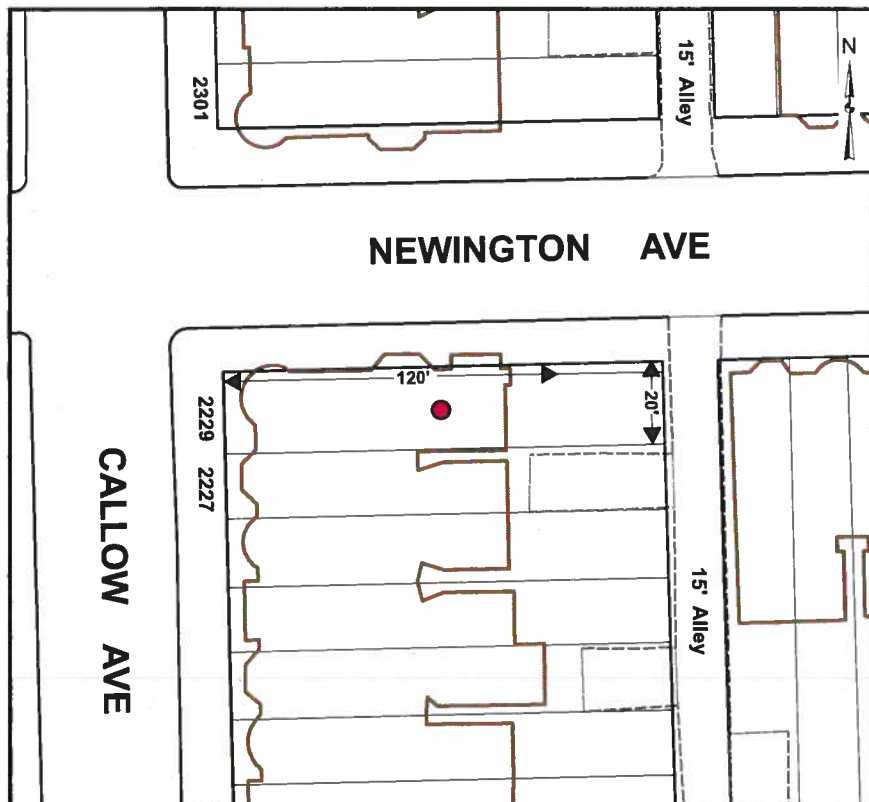 2301
15' Alley
N
NEWINGTON AVE
120'
20'
2229
2227
CALLOW AVE
15' Alley